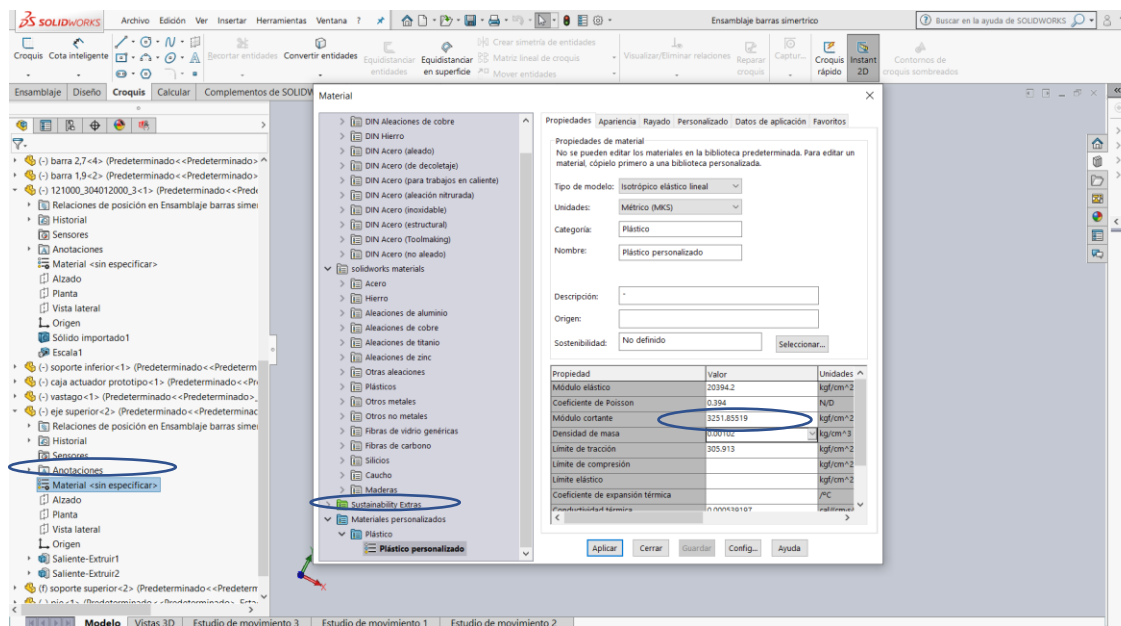 SOLIDWORKS Archivo Edición Ver Insertar Herramientas Ventana ? Ensamblaje barras simertrico Buscar en la ayuda de SOLIDWORKS
Croquis Cota inteligente Recortar entidades Convertir entidades Equidistanciar entidades Equidistanciar en superficie Crear simetría de entidades Matriz lineal de croquis Mover entidades Visualizar/Eliminar relaciones Reparar croquis Captur... Croquis rápido Instant 2D Contornos de croquis sombreados
Ensamblaje Diseño Croquis Calcular Complementos de SOLIDW
(-) barra 2,7<4> (Predeterminado<<Predeterminado>
(-) barra 1,9<2> (Predeterminado<<Predeterminado>
(-) 121000_304012000_3<1> (Predeterminado<<Prede
Relaciones de posición en Ensamblaje barras sime
Historial
Sensores
Anotaciones
Material <sin especificar>
Alzado
Planta
Vista lateral
Origen
Sólido importado1
Escala1
(-) soporte inferior<1> (Predeterminado<<Predeterm
(-) caja actuador prototipo<1> (Predeterminado<<Pr
(-) vastago<1> (Predeterminado<<Predeterminado>_
(-) eje superior<2> (Predeterminado<<Predeterminac
Relaciones de posición en Ensamblaje barras sime
Historial
Sensores
Anotaciones
Material <sin especificar>
Alzado
Planta
Vista lateral
Origen
Saliente-Extruir1
Saliente-Extruir2
(f) soporte superior<2> (Predeterminado<<Predeterm
Material
DIN Aleaciones de cobre
DIN Hierro
DIN Acero (aleado)
DIN Acero (de decoletaje)
DIN Acero (para trabajos en caliente)
DIN Acero (aleación nitrurada)
DIN Acero (inoxidable)
DIN Acero (estructural)
DIN Acero (Toolmaking)
DIN Acero (no aleado)
solidworks materials
Acero
Hierro
Aleaciones de aluminio
Aleaciones de cobre
Aleaciones de titanio
Aleaciones de zinc
Otras aleaciones
Plásticos
Otros metales
Otros no metales
Fibras de vidrio genéricas
Fibras de carbono
Silicios
Caucho
Maderas
Sustainability Extras
Materiales personalizados
Plástico
Plástico personalizado
Propiedades Apariencia Rayado Personalizado Datos de aplicación Favoritos
Propiedades de material
No se pueden editar los materiales en la biblioteca predeterminada. Para editar un
material, cópielo primero a una biblioteca personalizada.
Tipo de modelo: Isotrópico elástico lineal
Unidades: Métrico (MKS)
Categoría: Plástico
Nombre: Plástico personalizado
Descripción: -
Origen:
Sostenibilidad: No definido Seleccionar...
Propiedad Valor Unidades
Módulo elástico 20394.2 kgf/cm^2
Coeficiente de Poisson 0.394 N/D
Módulo cortante 3251.85519 kgf/cm^2
Densidad de masa 0.00102 kg/cm^3
Límite de tracción 305.913 kgf/cm^2
Límite de compresión kgf/cm^2
Límite elástico kgf/cm^2
Coeficiente de expansión térmica /ºC
Conductividad térmica 0.000539197
Aplicar Cerrar Guardar Config... Ayuda
Modelo Vistas 3D Estudio de movimiento 3 Estudio de movimiento 1 Estudio de movimiento 2